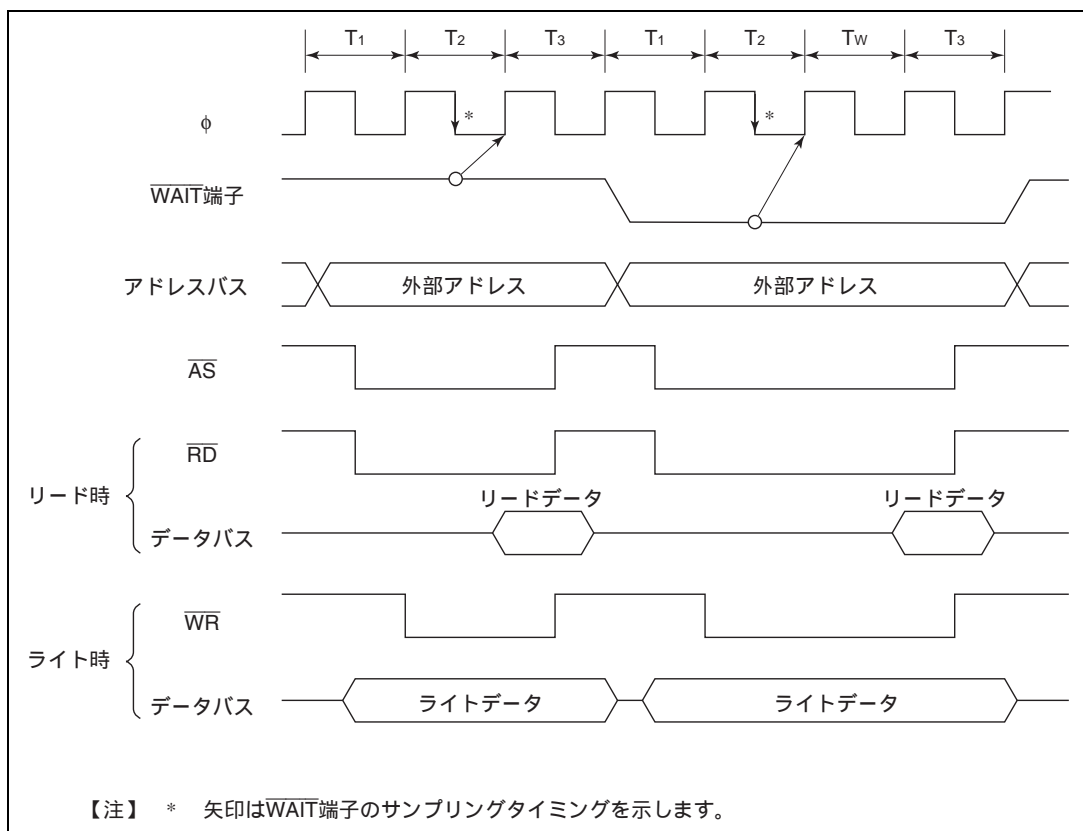 T1 T2 T3 T1 T2 TW T3
φ * *
WAIT端子
アドレスバス 外部アドレス 外部アドレス
AS
RD
リード時 リードデータ リードデータ
データバス
WR
ライト時
データバス ライトデータ ライトデータ
【注】 * 矢印はWAIT端子のサンプリングタイミングを示します。